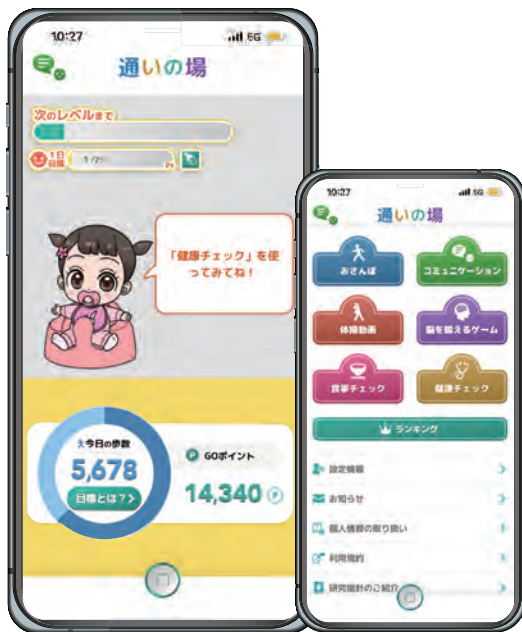 10:27
5G
通いの場
次のレベルまで
1日
目標
Pt
「健康チェック」を使
ってみてね！
今日の歩数
5,678
目標とは？
GOポイント
14,340
P
10:27
5G
通いの場
おさんぽ
コミュニケーション
体操動画
脳を鍛えるゲーム
食事チェック
健康チェック
ランキング
設定情報
お知らせ
個人情報の取り扱い
利用規約
研究指針のご紹介